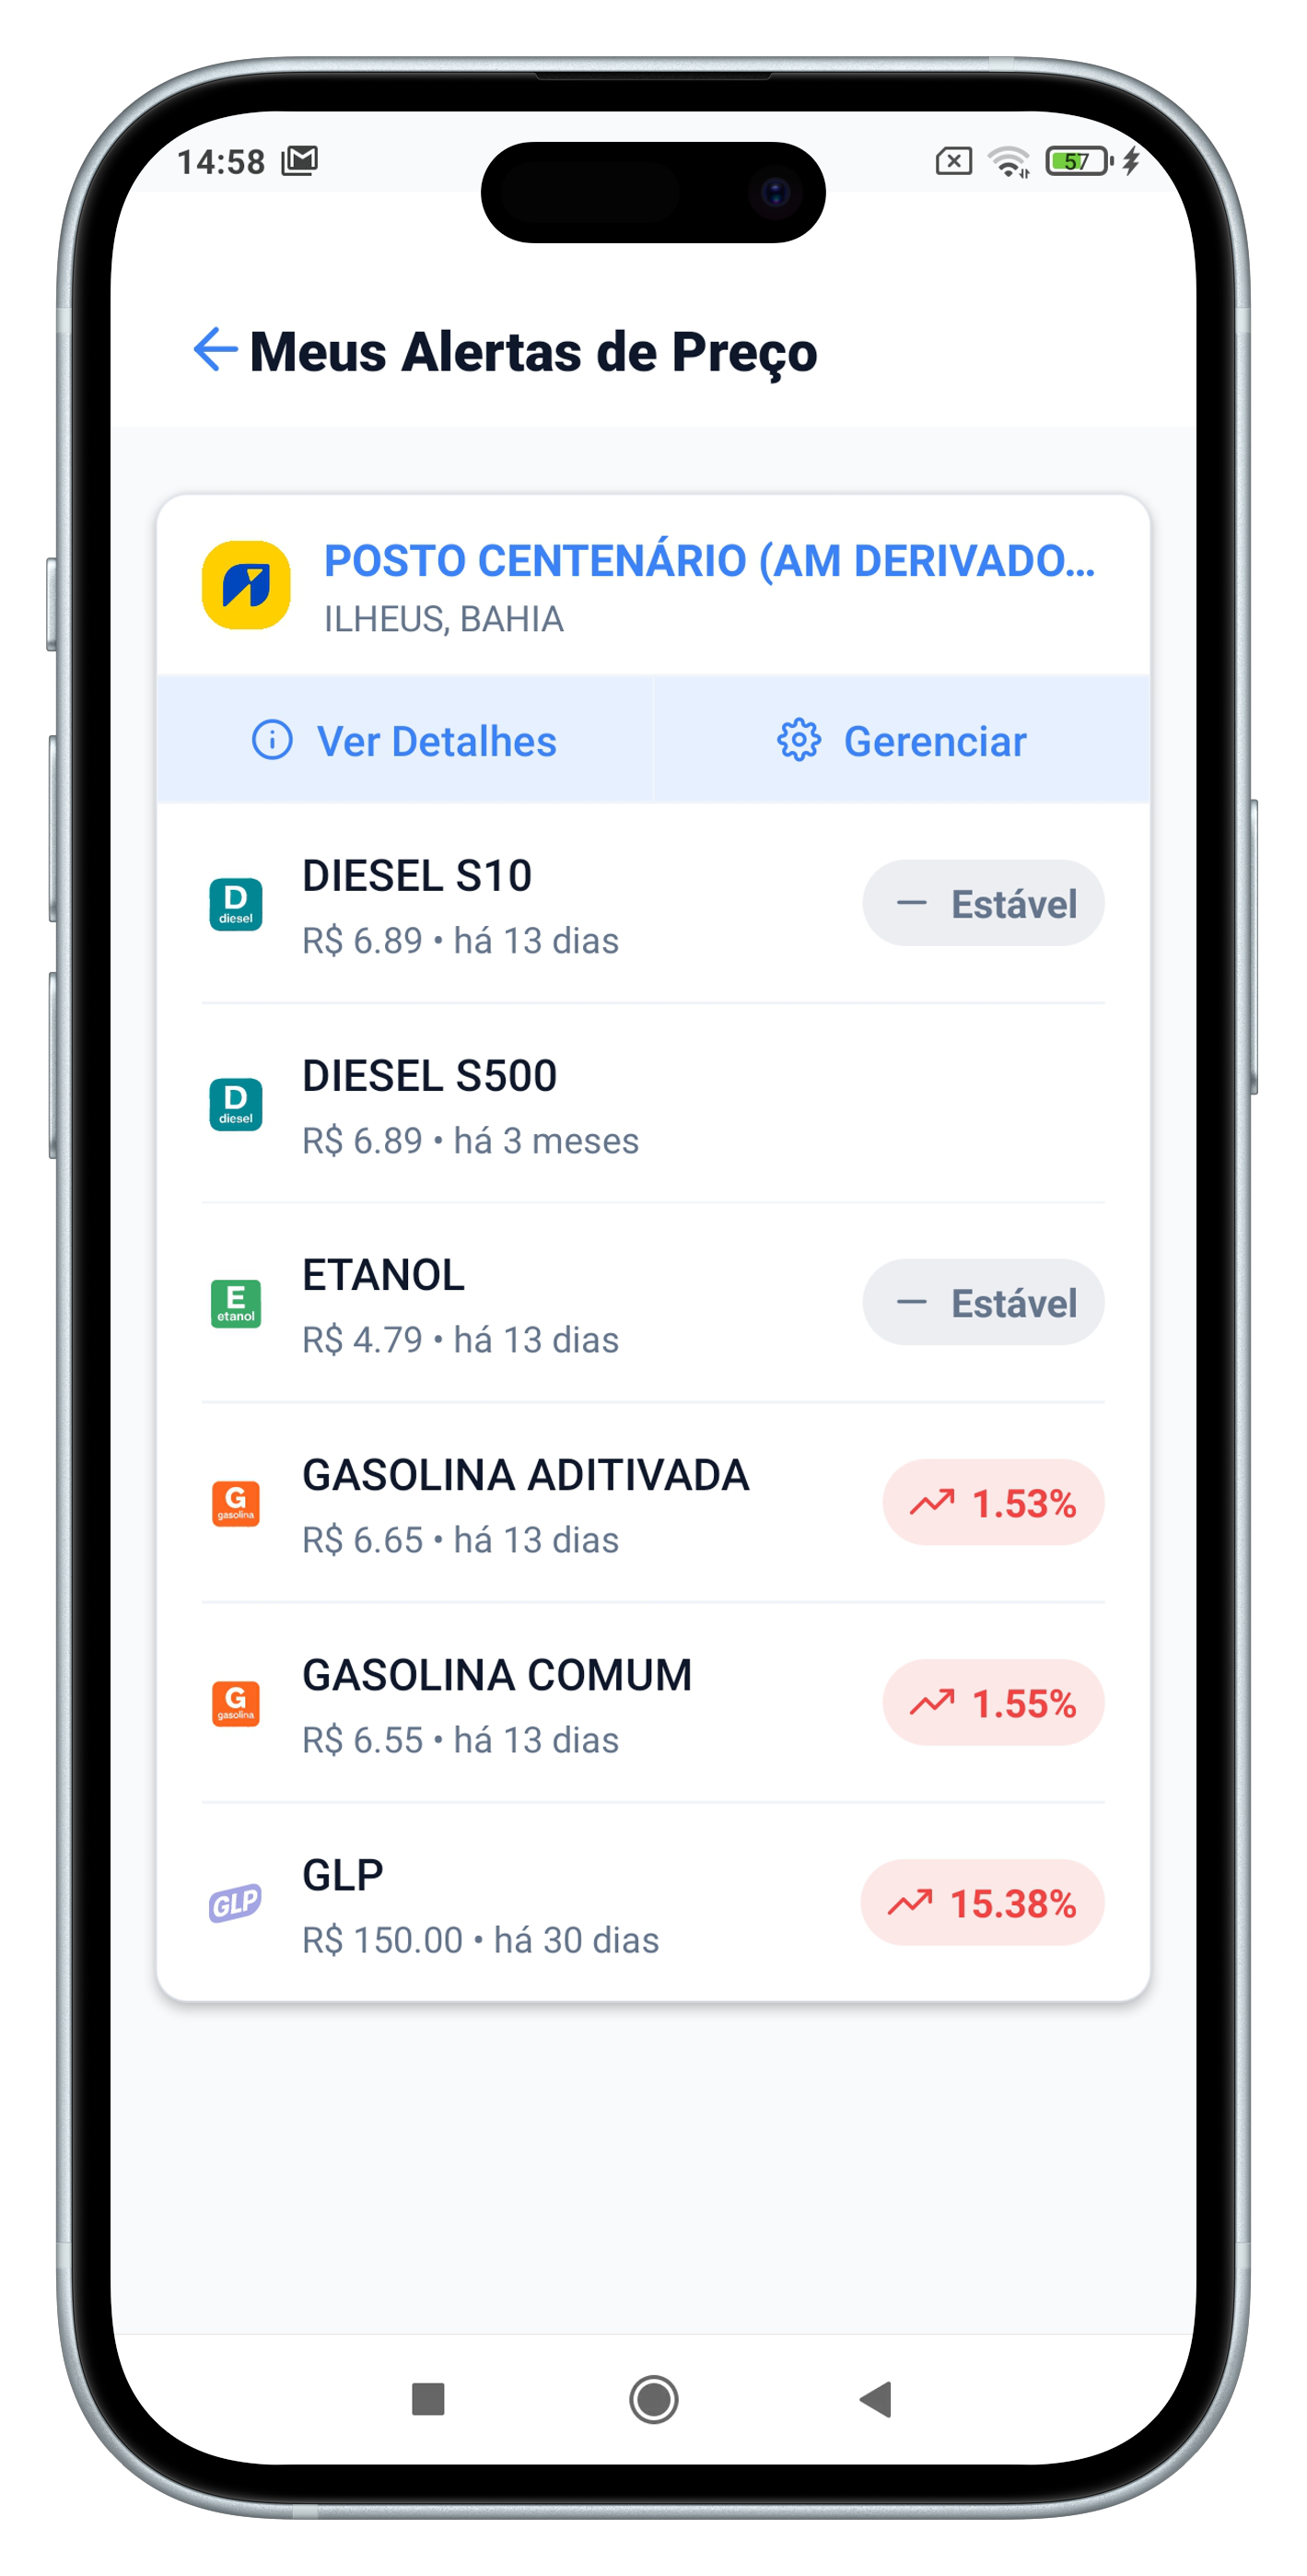 14:58
57
Meus Alertas de Preço
POSTO CENTENÁRIO (AM DERIVADO...
ILHEUS, BAHIA
Ver Detalhes
Gerenciar
D
diesel
DIESEL S10
R$ 6.89 • há 13 dias
Estável
D
diesel
DIESEL S500
R$ 6.89 • há 3 meses
E
etanol
ETANOL
R$ 4.79 • há 13 dias
Estável
G
gasolina
GASOLINA ADITIVADA
R$ 6.65 • há 13 dias
1.53%
G
gasolina
GASOLINA COMUM
R$ 6.55 • há 13 dias
1.55%
GLP
GLP
R$ 150.00 • há 30 dias
15.38%